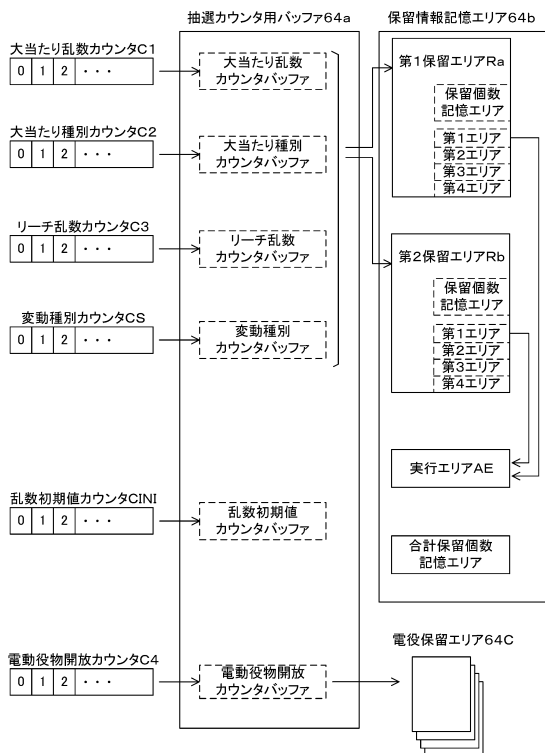 抽選カウンタ用バッファ64a
保留情報記憶エリア64b
大当たり乱数カウンタC1
0 1 2 ・・・
大当たり乱数
カウンタバッファ
大当たり種別カウンタC2
0 1 2 ・・・
大当たり種別
カウンタバッファ
リーチ乱数カウンタC3
0 1 2 ・・・
リーチ乱数
カウンタバッファ
変動種別カウンタCS
0 1 2 ・・・
変動種別
カウンタバッファ
乱数初期値カウンタCINI
0 1 2 ・・・
乱数初期値
カウンタバッファ
電動役物開放カウンタC4
0 1 2 ・・・
電動役物開放
カウンタバッファ
第1保留エリアRa
保留個数
記憶エリア
第1エリア
第2エリア
第3エリア
第4エリア
第2保留エリアRb
保留個数
記憶エリア
第1エリア
第2エリア
第3エリア
第4エリア
実行エリアAE
合計保留個数
記憶エリア
電役保留エリア64C